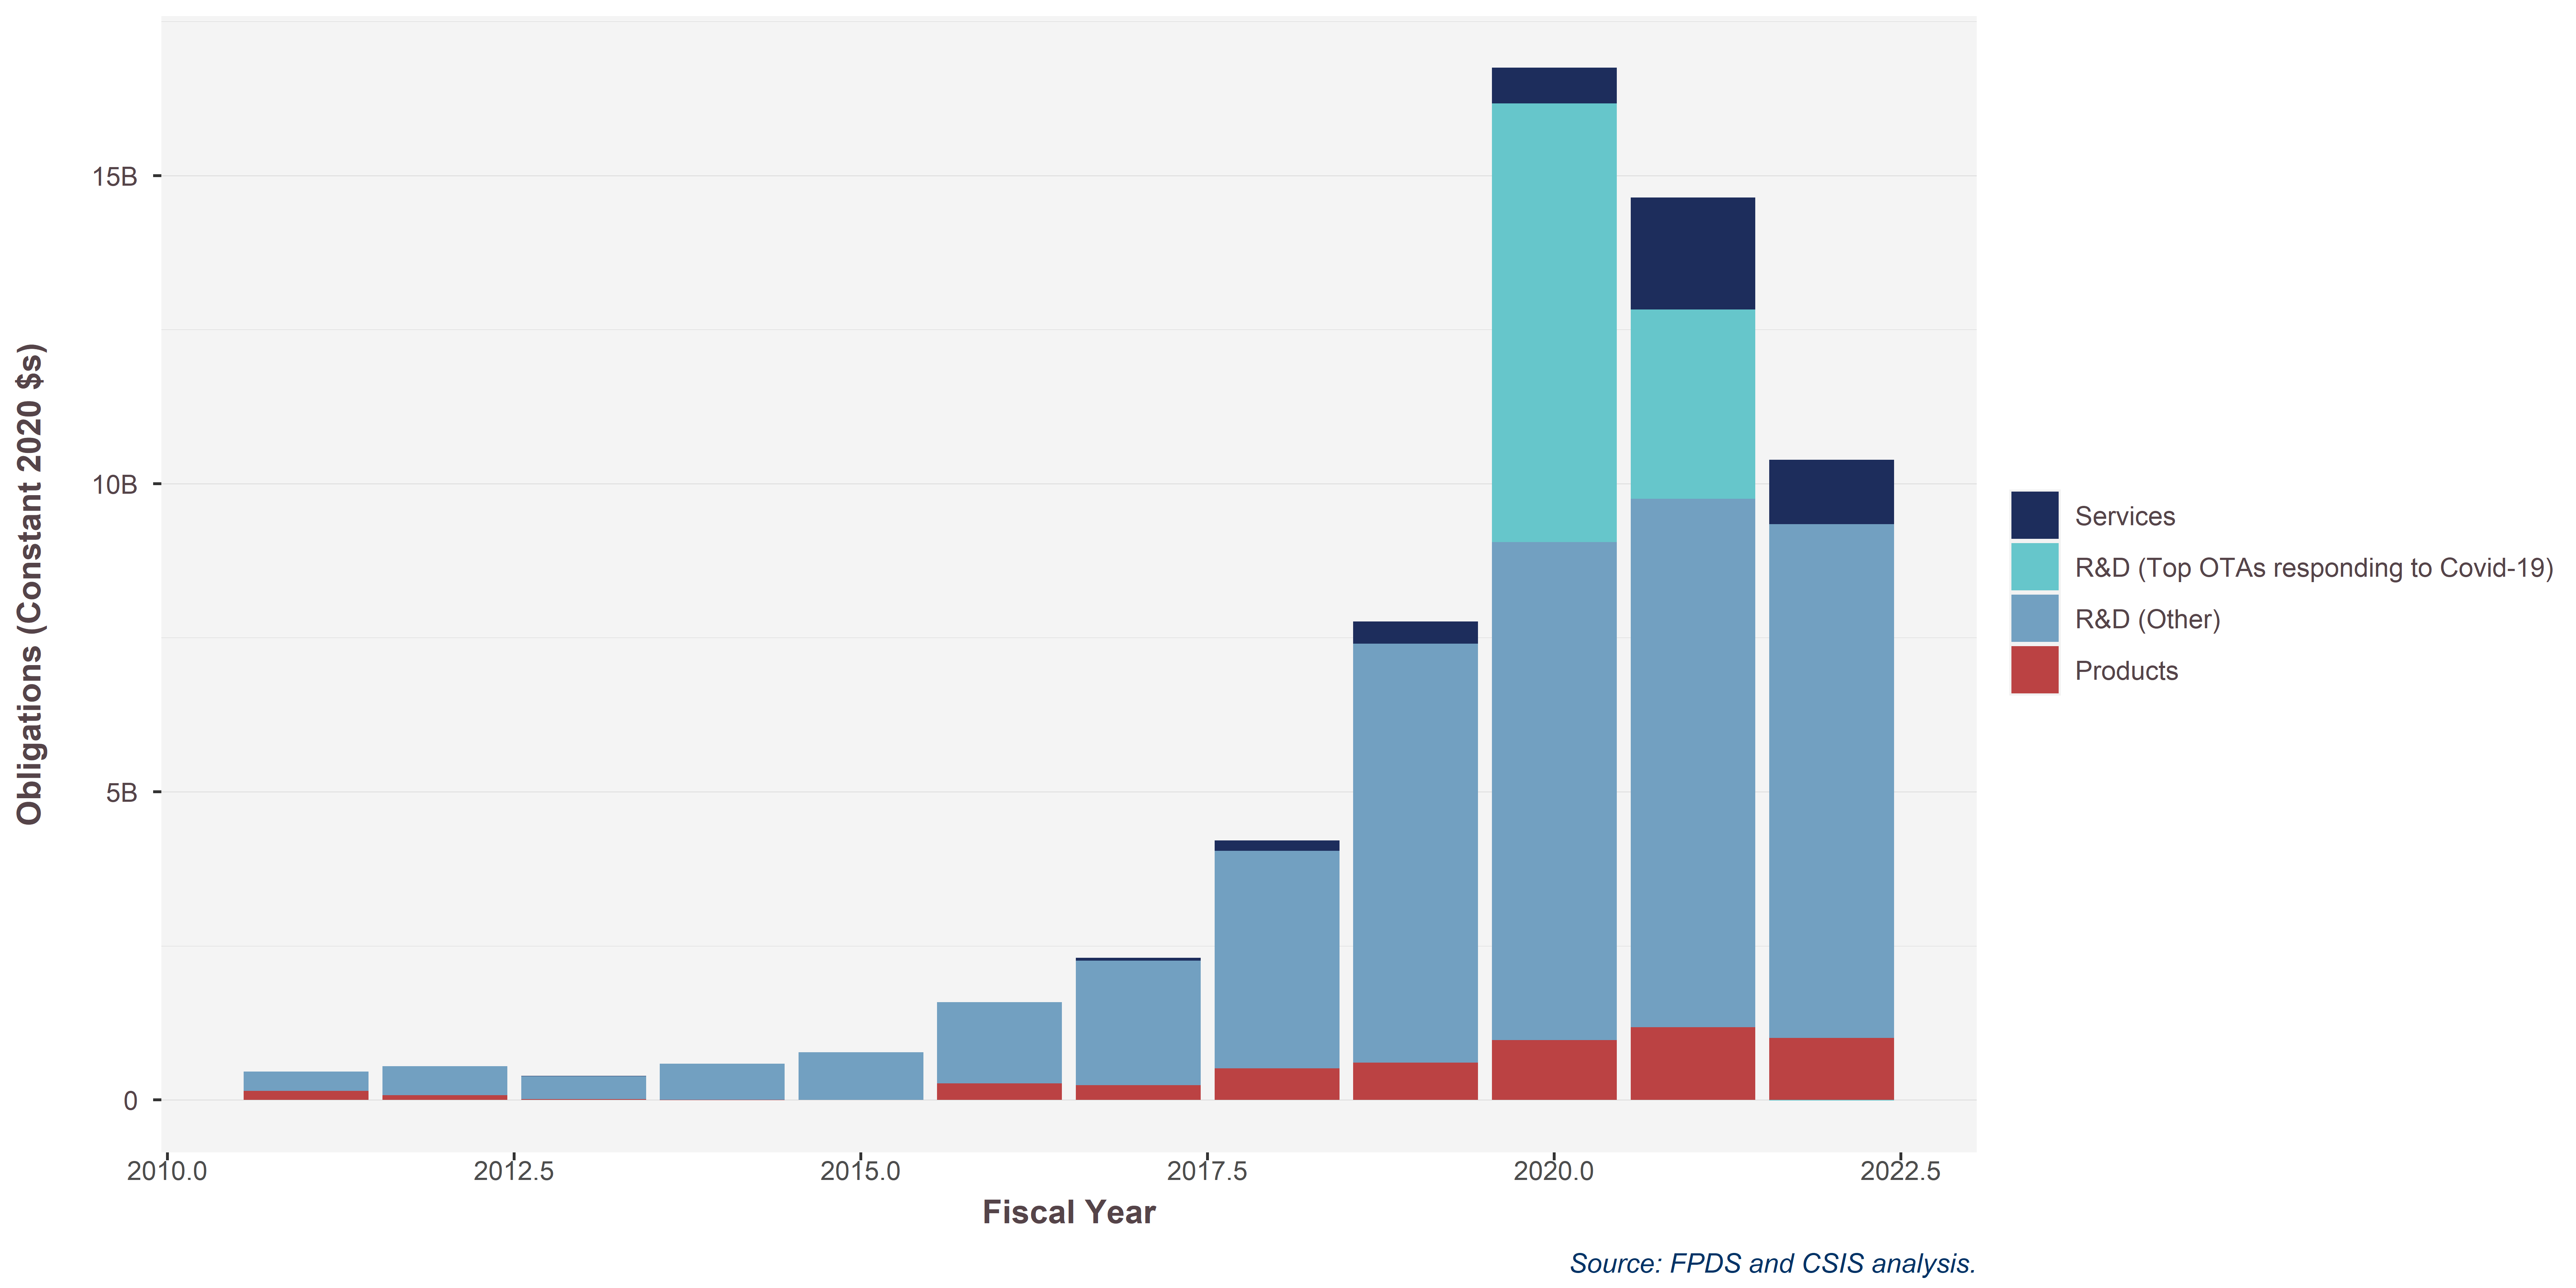 Obligations (Constant 2020 $s)
15B
10B
5B
0
2010.0
2012.5
2015.0
2017.5
2020.0
2022.5
Fiscal Year
Services
R&D (Top OTAs responding to Covid-19)
R&D (Other)
Products
Source: FPDS and CSIS analysis.